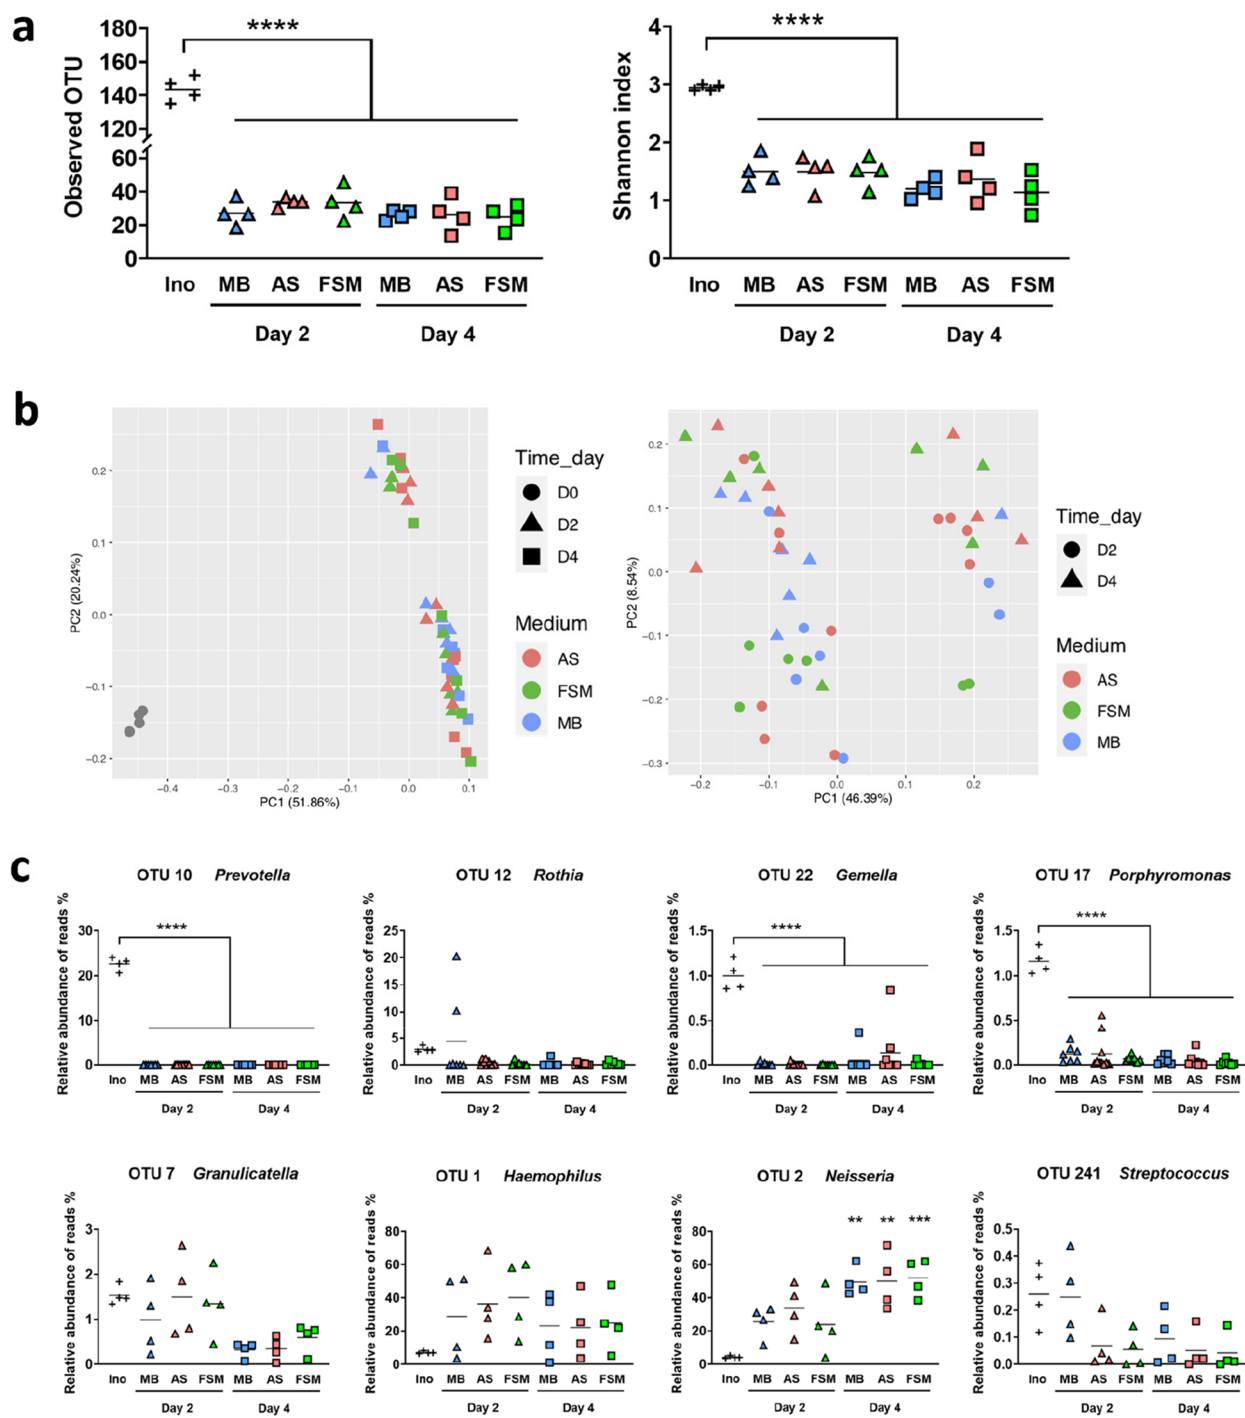 a
Observed OTU
180
160
140
120
60
40
20
0
****
Ino MB AS FSM MB AS FSM
Day 2 Day 4
Shannon index
4
3
2
1
0
****
Ino MB AS FSM MB AS FSM
Day 2 Day 4
b
PC2 (20.24%)
0.2
0.1
0.0
−0.1
−0.2
−0.4 −0.3 −0.2 −0.1 0.0 0.1
PC1 (51.86%)
Time_day
D0
D2
D4
Medium
AS
FSM
MB
PC2 (8.54%)
0.2
0.1
0.0
−0.1
−0.2
−0.3
−0.2 −0.1 0.0 0.1 0.2
PC1 (46.39%)
Time_day
D2
D4
Medium
AS
FSM
MB
c
OTU 10 Prevotella
Relative abundance of reads %
30
20
10
0
****
Ino MB AS FSM MB AS FSM
Day 2 Day 4
OTU 12 Rothia
Relative abundance of reads %
25
20
15
10
5
0
Ino MB AS FSM MB AS FSM
Day 2 Day 4
OTU 22 Gemella
Relative abundance of reads %
1.5
1.0
0.5
0.0
****
Ino MB AS FSM MB AS FSM
Day 2 Day 4
OTU 17 Porphyromonas
Relative abundance of reads %
1.5
1.0
0.5
0.0
****
Ino MB AS FSM MB AS FSM
Day 2 Day 4
OTU 7 Granulicatella
Relative abundance of reads %
3
2
1
0
Ino MB AS FSM MB AS FSM
Day 2 Day 4
OTU 1 Haemophilus
Relative abundance of reads %
80
60
40
20
0
Ino MB AS FSM MB AS FSM
Day 2 Day 4
OTU 2 Neisseria
Relative abundance of reads %
80
60
40
20
0
** ** ***
Ino MB AS FSM MB AS FSM
Day 2 Day 4
OTU 241 Streptococcus
Relative abundance of reads %
0.5
0.4
0.3
0.2
0.1
0.0
Ino MB AS FSM MB AS FSM
Day 2 Day 4